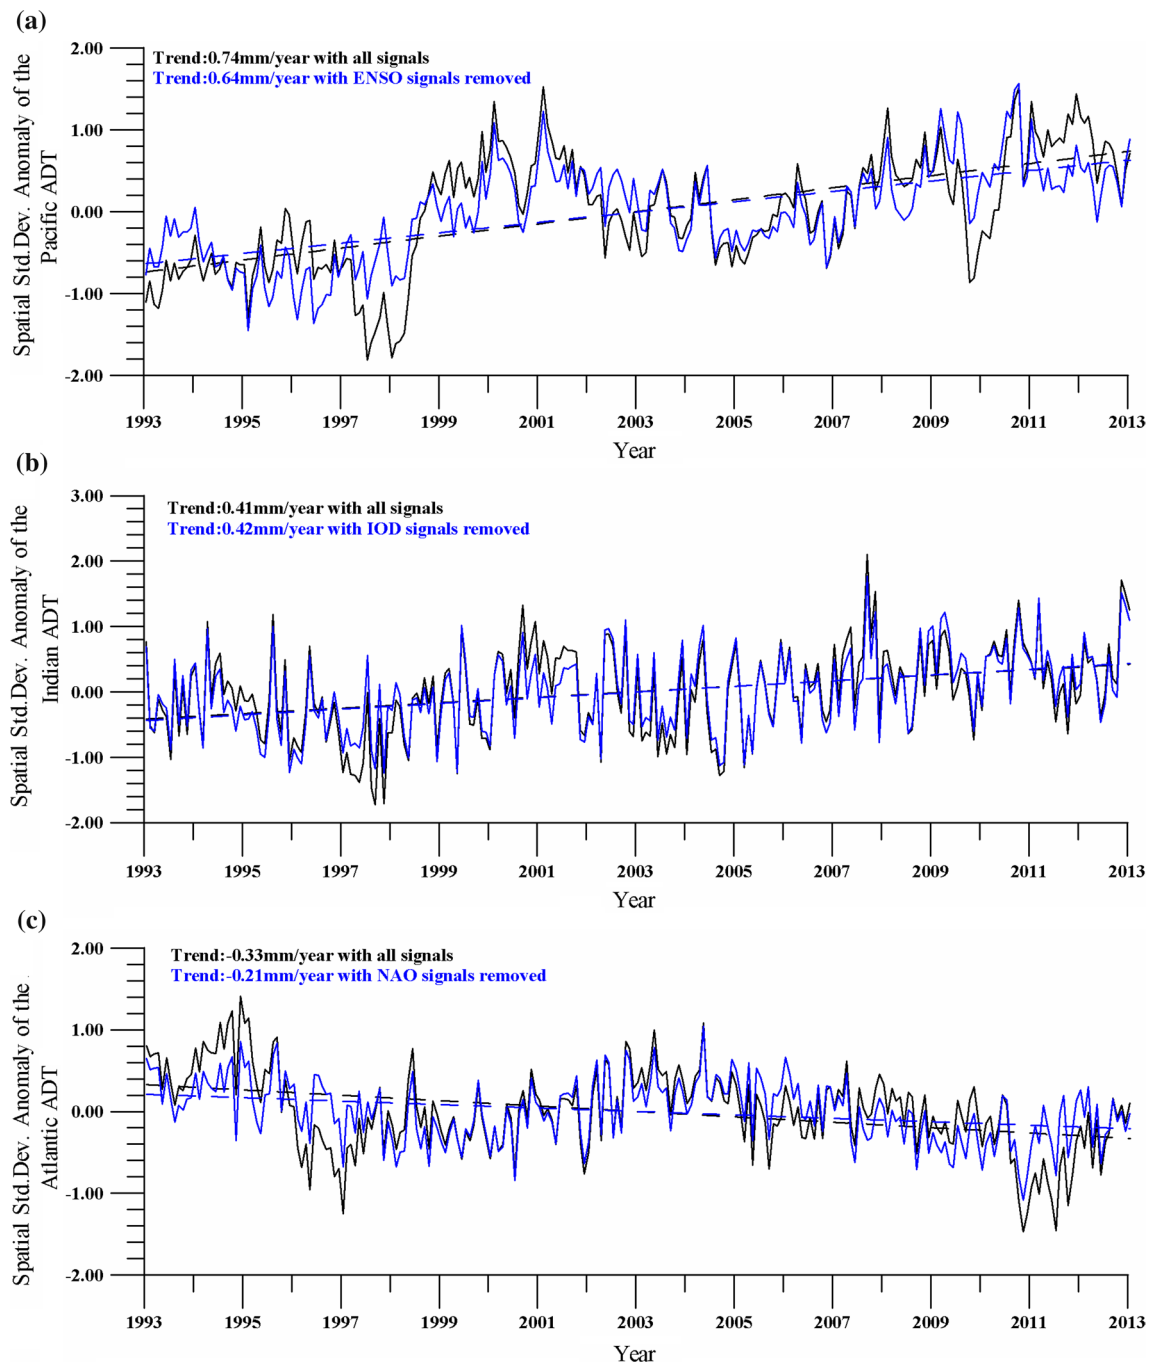 (a)
Spatial Std.Dev. Anomaly of the
Pacific ADT
2.00
1.00
0.00
-1.00
-2.00
Trend:0.74mm/year with all signals
Trend:0.64mm/year with ENSO signals removed
1993 1995 1997 1999 2001 2003 2005 2007 2009 2011 2013
Year
(b)
Spatial Std.Dev. Anomaly of the
Indian ADT
3.00
2.00
1.00
0.00
-1.00
-2.00
Trend:0.41mm/year with all signals
Trend:0.42mm/year with IOD signals removed
1993 1995 1997 1999 2001 2003 2005 2007 2009 2011 2013
Year
(c)
Spatial Std.Dev. Anomaly of the
Atlantic ADT
2.00
1.00
0.00
-1.00
-2.00
Trend:-0.33mm/year with all signals
Trend:-0.21mm/year with NAO signals removed
1993 1995 1997 1999 2001 2003 2005 2007 2009 2011 2013
Year